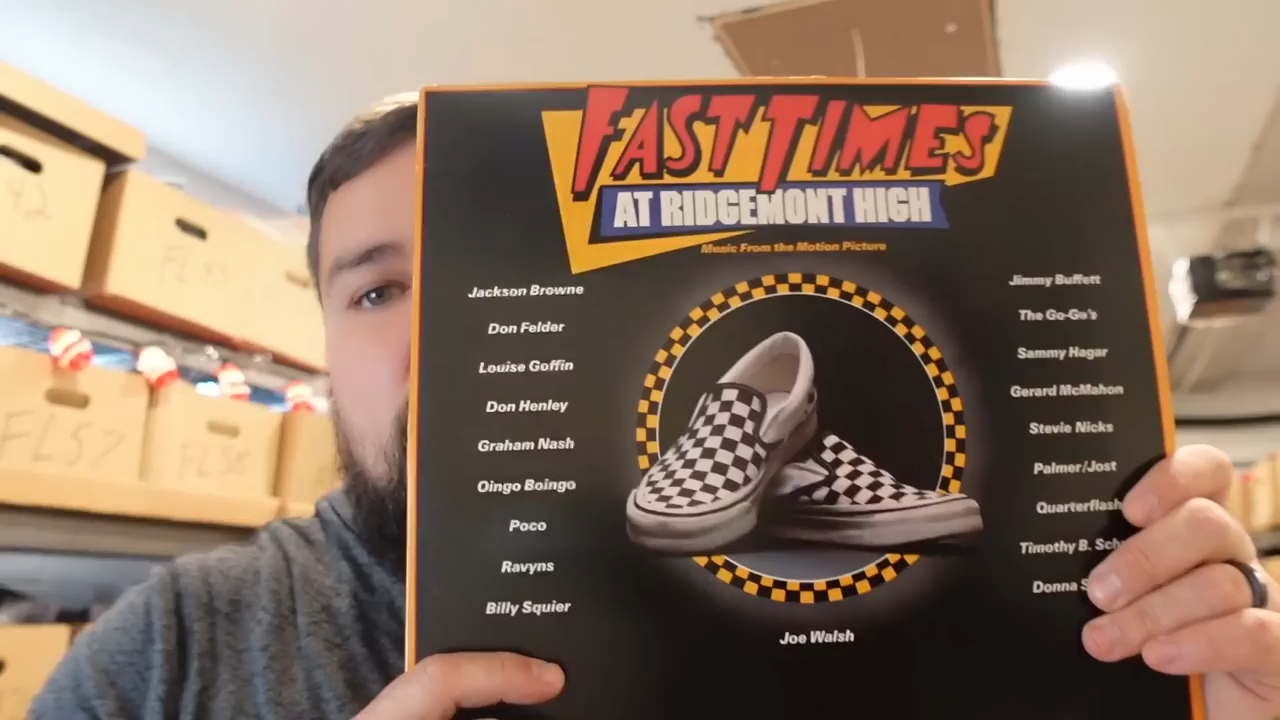 FAST TIMES
AT RIDGEMONT HIGH
Music From the Motion Picture
Jackson Browne
Don Felder
Louise Goffin
Don Henley
Graham Nash
Oingo Boingo
Poco
Ravyns
Billy Squier
Jimmy Buffett
The Go-Go's
Sammy Hagar
Gerard McMahon
Stevie Nicks
Palmer/Jost
Quarterflash
Timothy B.
Donna
Joe Walsh
42
FL57